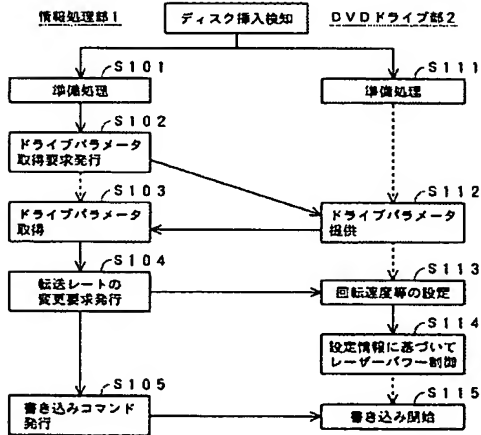 情報処理部1
ディスク挿入検知
DVDドライブ部2
S101
準備処理
S111
準備処理
S102
ドライブパラメータ
取得要求発行
S103
ドライブパラメータ
取得
S112
ドライブパラメータ
提供
S104
転送レートの
変更要求発行
S113
回転速度等の設定
S114
設定情報に基づいて
レーザーパワー制御
S105
書き込みコマンド
発行
S115
書き込み開始